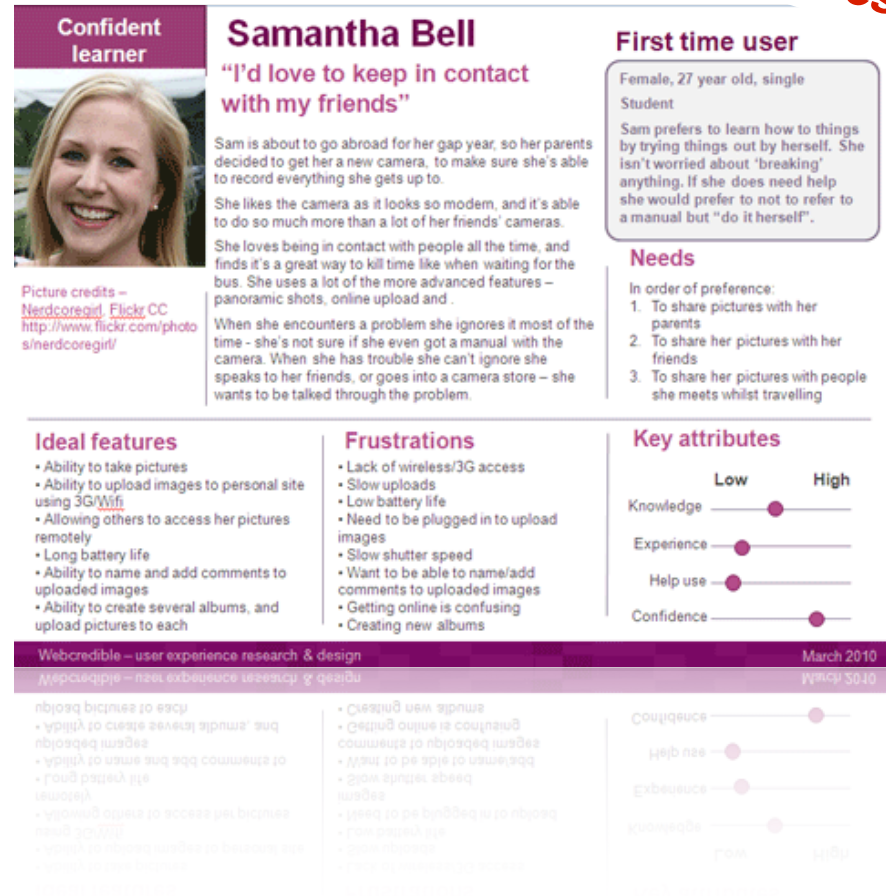 Confident
learner
Samantha Bell
"I'd love to keep in contact
with my friends"
Sam is about to go abroad for her gap year, so her parents
decided to get her a new camera, to make sure she's able
to record everything she gets up to.
She likes the camera as it looks so modern, and it's able
to do so much more than a lot of her friends' cameras.
She loves being in contact with people all the time, and
finds it's a great way to kill time like when waiting for the
bus. She uses a lot of the more advanced features –
panoramic shots, online upload and .
When she encounters a problem she ignores it most of the
time - she's not sure if she even got a manual with the
camera. When she has trouble she can't ignore she
speaks to her friends, or goes into a camera store – she
wants to be talked through the problem.
Picture credits –
Nerdcoregirl, Flickr CC
http://www.flickr.com/photo
s/nerdcoregirl/
First time user
Female, 27 year old, single
Student
Sam prefers to learn how to things
by trying things out by herself. She
isn't worried about 'breaking'
anything. If she does need help
she would prefer to not to refer to
a manual but "do it herself".
Needs
In order of preference:
1. To share pictures with her
parents
2. To share her pictures with her
friends
3. To share her pictures with people
she meets whilst travelling
Ideal features
• Ability to take pictures
• Ability to upload images to personal site
using 3G/Wifi
• Allowing others to access her pictures
remotely
• Long battery life
• Ability to name and add comments to
uploaded images
• Ability to create several albums, and
upload pictures to each
Frustrations
• Lack of wireless/3G access
• Slow uploads
• Low battery life
• Need to be plugged in to upload
images
• Slow shutter speed
• Want to be able to name/add
comments to uploaded images
• Getting online is confusing
• Creating new albums
Key attributes
Low High
Knowledge
Experience
Help use
Confidence
Webcredible – user experience research & design March 2010